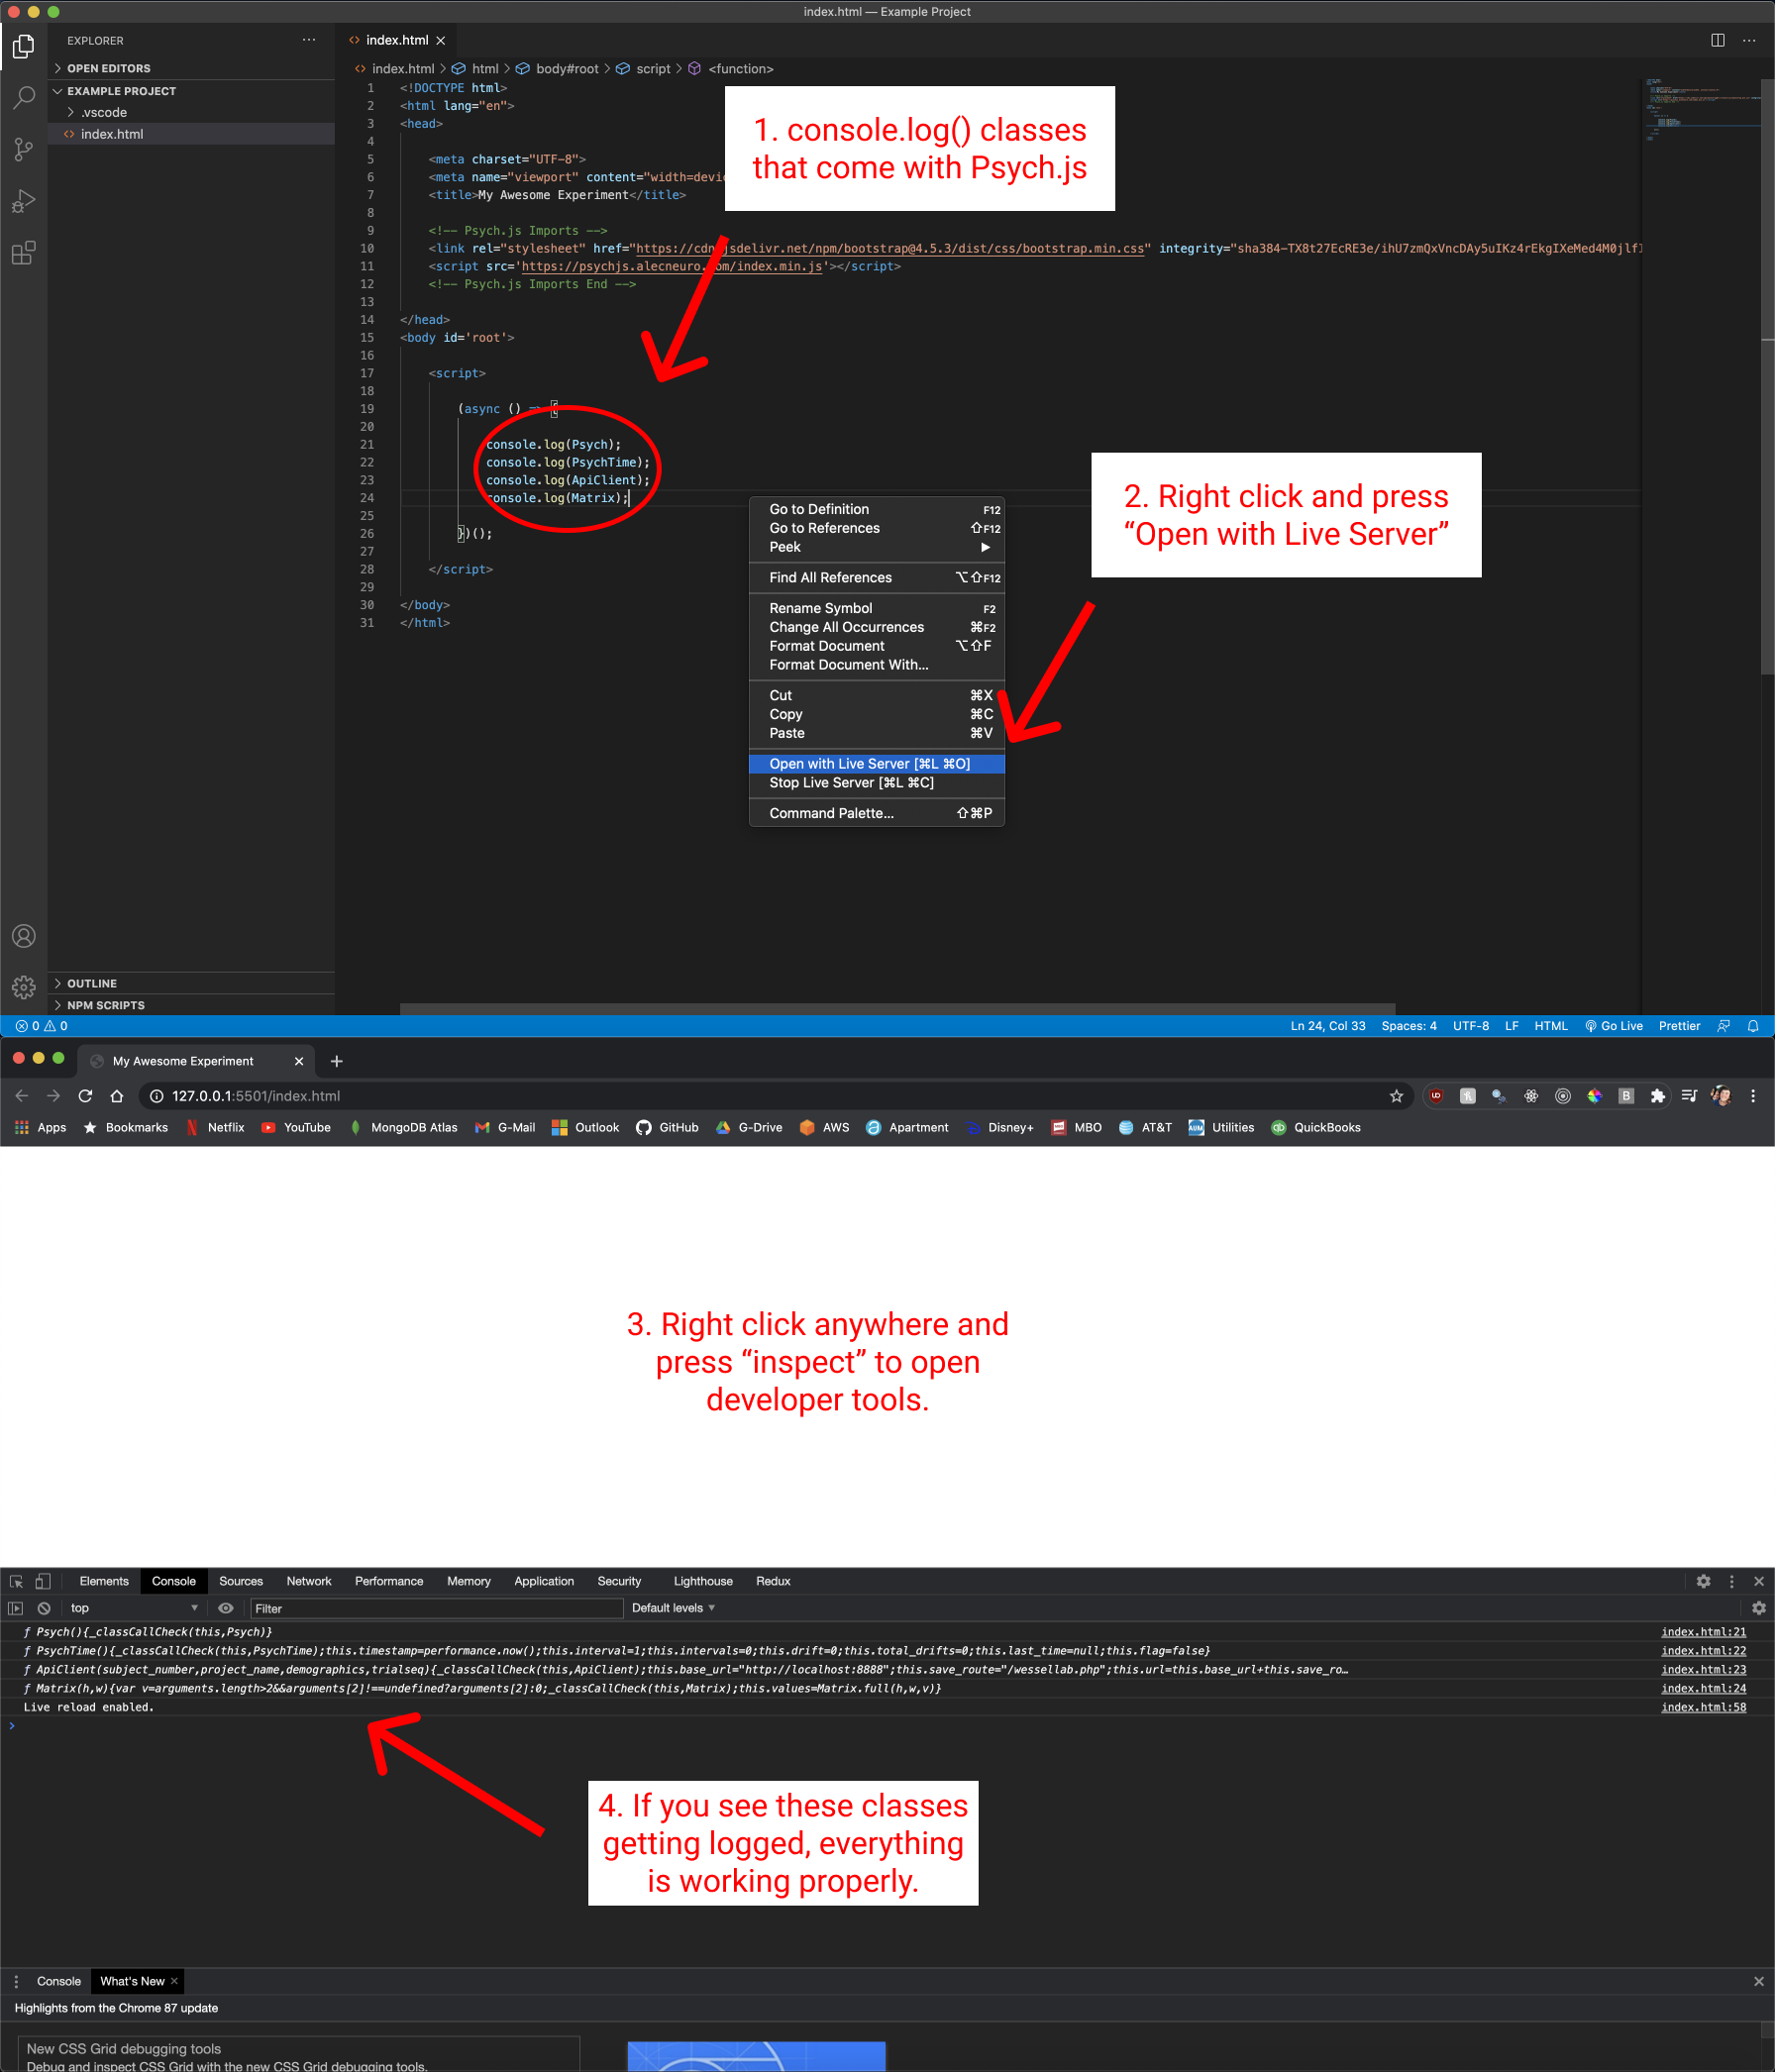 index.html — Example Project
EXPLORER
index.html
OPEN EDITORS
EXAMPLE PROJECT
.vscode
index.html
index.html > html > body#root > script > <function>
1 <!DOCTYPE html>
2 <html lang="en">
3 <head>
4
5 <meta charset="UTF-8">
6 <meta name="viewport" content="width=devic
7 <title>My Awesome Experiment</title>
8
9 <!-- Psych.js Imports -->
10 <link rel="stylesheet" href="https://cdn.jsdelivr.net/npm/bootstrap@4.5.3/dist/css/bootstrap.min.css" integrity="sha384-TX8t27EcRE3e/ihU7zmQxVncDAy5uIKz4rEkgIXeMed4M0jlfI
11 <script src='https://psychjs.alecneuro.com/index.min.js'></script>
12 <!-- Psych.js Imports End -->
13
14 </head>
15 <body id='root'>
16
17 <script>
18
19 (async () => {
20
21 console.log(Psych);
22 console.log(PsychTime);
23 console.log(ApiClient);
24 console.log(Matrix);
25
26 })();
27
28 </script>
29
30 </body>
31 </html>
1. console.log() classes
that come with Psych.js
2. Right click and press
“Open with Live Server”
Go to Definition F12
Go to References ⇧F12
Peek ▶
Find All References ⌥⇧F12
Rename Symbol F2
Change All Occurrences ⌘F2
Format Document ⌥⇧F
Format Document With...
Cut ⌘X
Copy ⌘C
Paste ⌘V
Open with Live Server [⌘L ⌘O]
Stop Live Server [⌘L ⌘C]
Command Palette... ⇧⌘P
OUTLINE
NPM SCRIPTS
0 0 Ln 24, Col 33 Spaces: 4 UTF-8 LF HTML Go Live Prettier
My Awesome Experiment
127.0.0.1:5501/index.html
Apps Bookmarks Netflix YouTube MongoDB Atlas G-Mail Outlook GitHub G-Drive AWS Apartment Disney+ MBO AT&T Utilities QuickBooks
3. Right click anywhere and
press “inspect” to open
developer tools.
Elements Console Sources Network Performance Memory Application Security Lighthouse Redux
top Filter Default levels
ƒ Psych(){_classCallCheck(this,Psych)} index.html:21
ƒ PsychTime(){_classCallCheck(this,PsychTime);this.timestamp=performance.now();this.interval=1;this.intervals=0;this.drift=0;this.total_drifts=0;this.last_time=null;this.flag=false} index.html:22
ƒ ApiClient(subject_number,project_name,demographics,trialseq){_classCallCheck(this,ApiClient);this.base_url="http://localhost:8888";this.save_route="/wessellab.php";this.url=this.base_url+this.save_ro… index.html:23
ƒ Matrix(h,w){var v=arguments.length>2&&arguments[2]!==undefined?arguments[2]:0;_classCallCheck(this,Matrix);this.values=Matrix.full(h,w,v)} index.html:24
Live reload enabled. index.html:58
4. If you see these classes
getting logged, everything
is working properly.
Console What's New
Highlights from the Chrome 87 update
New CSS Grid debugging tools
Debug and inspect CSS Grid with the new CSS Grid debugging tools.